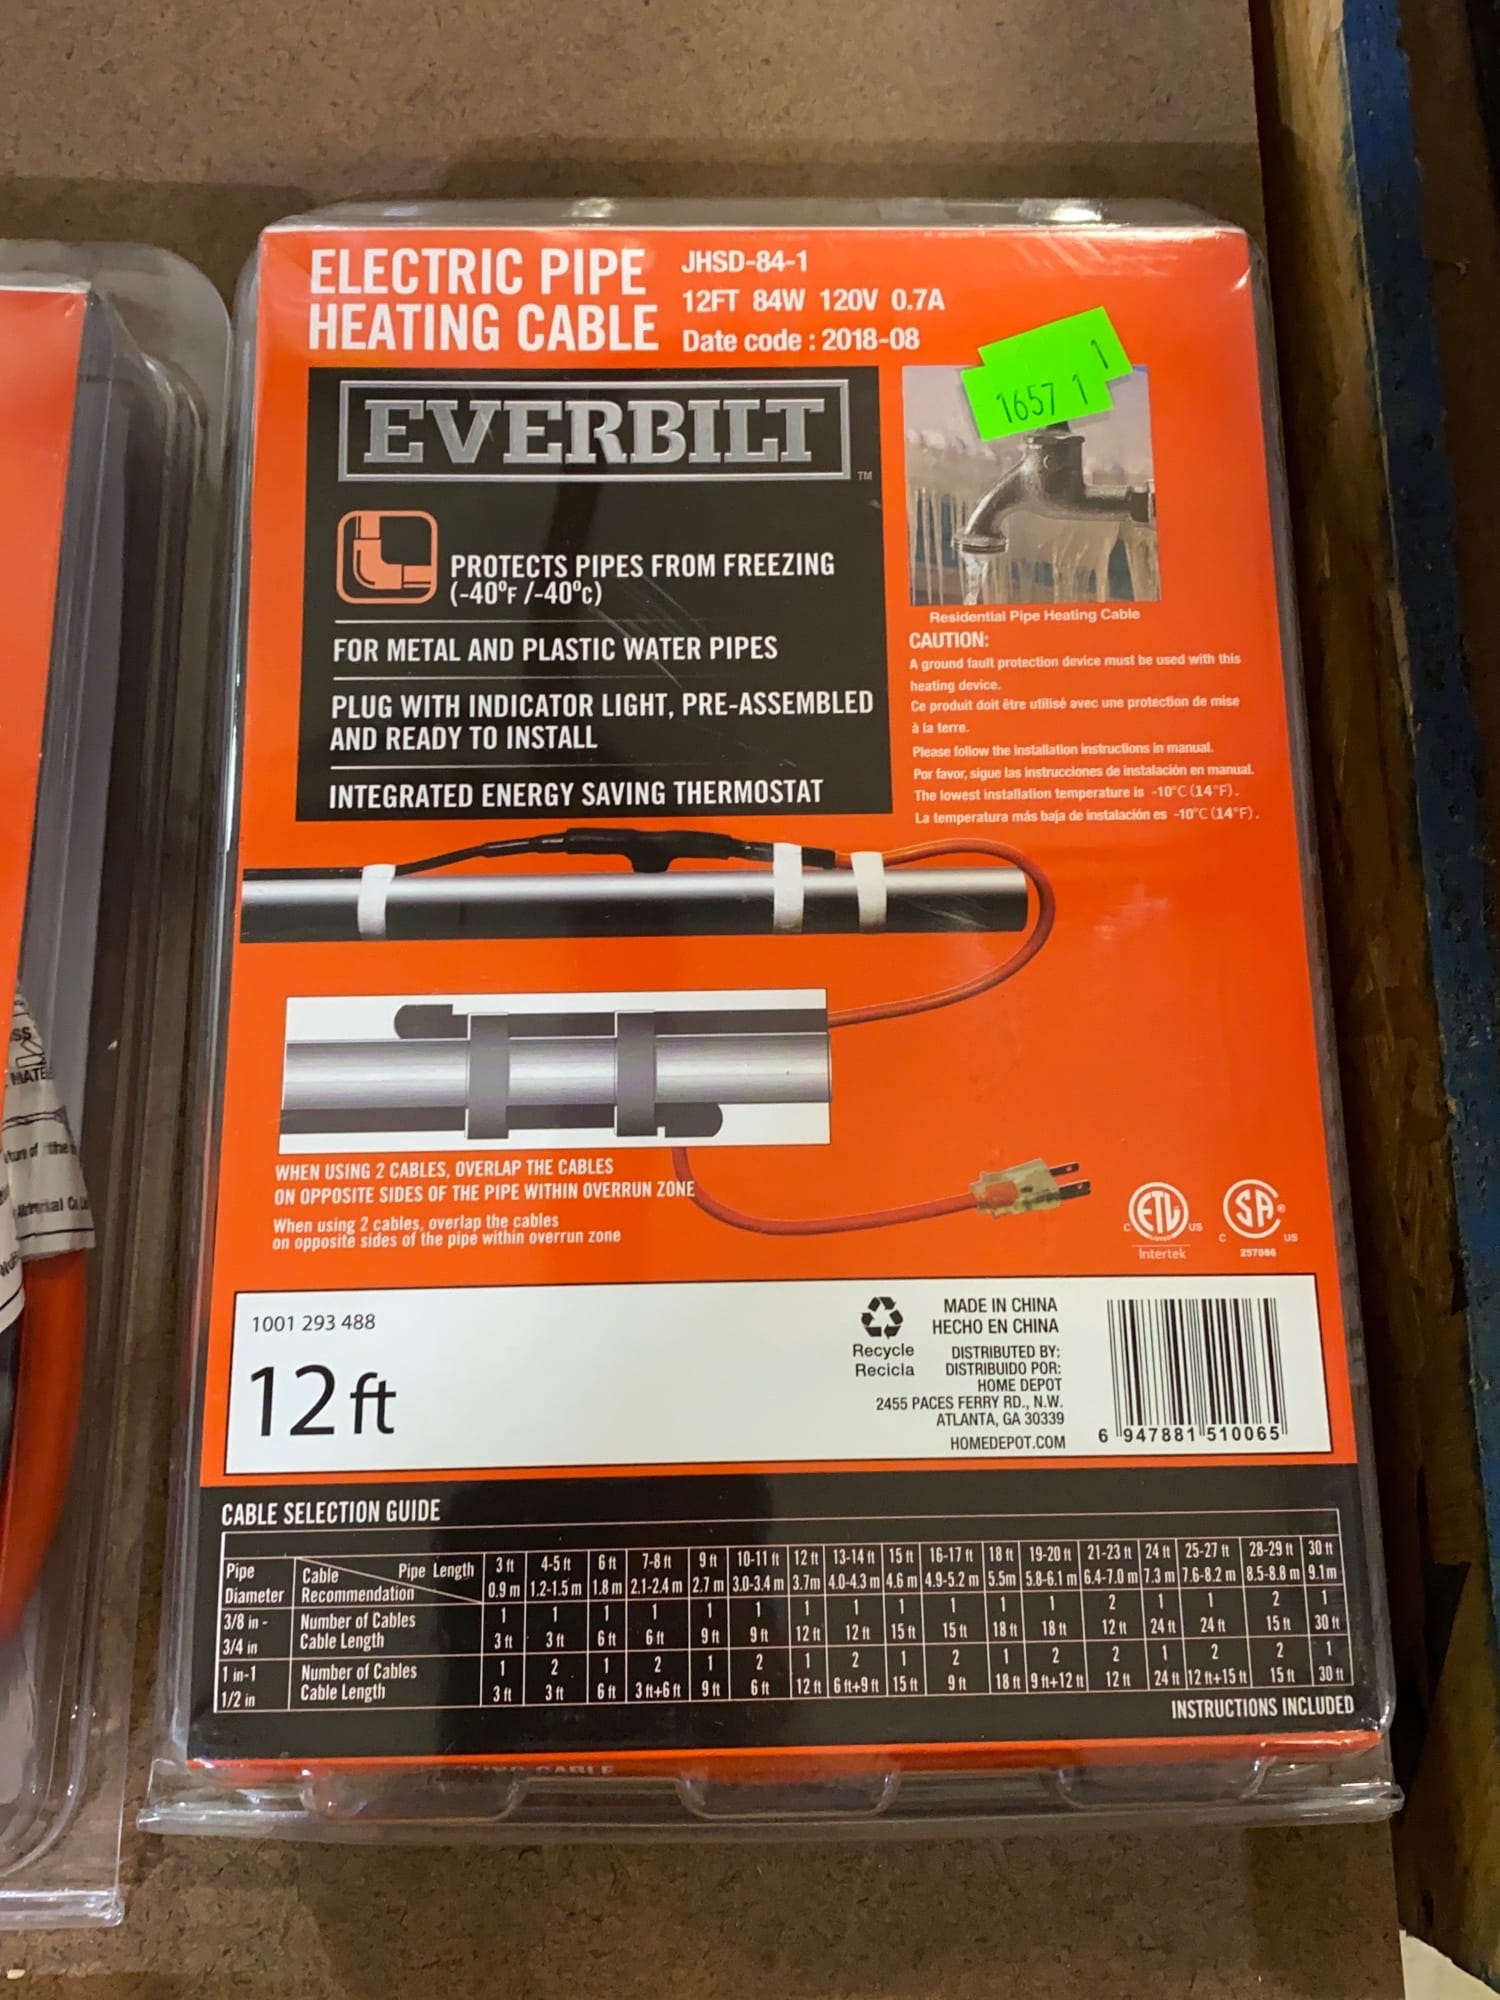 ELECTRIC PIPE
HEATING CABLE
JHSD-84-1
12FT 84W 120V 0.7A
Date code : 2018-08
1
1657 1
EVERBILT
TM
PROTECTS PIPES FROM FREEZING
(-40°F /-40°C)
FOR METAL AND PLASTIC WATER PIPES
PLUG WITH INDICATOR LIGHT, PRE-ASSEMBLED
AND READY TO INSTALL
INTEGRATED ENERGY SAVING THERMOSTAT
Residential Pipe Heating Cable
CAUTION:
A ground fault protection device must be used with this
heating device.
Ce produit doit être utilisé avec une protection de mise
à la terre.
Please follow the installation instructions in manual.
Por favor, sigue las instrucciones de instalación en manual.
The lowest installation temperature is -10°C (14°F).
La temperatura más baja de instalación es -10°C (14°F).
WHEN USING 2 CABLES, OVERLAP THE CABLES
ON OPPOSITE SIDES OF THE PIPE WITHIN OVERRUN ZONE
When using 2 cables, overlap the cables
on opposite sides of the pipe within overrun zone
C ETL US
Intertek
C SA ® US
257086
1001 293 488
12 ft
Recycle
Recicla
MADE IN CHINA
HECHO EN CHINA
DISTRIBUTED BY:
DISTRIBUIDO POR:
HOME DEPOT
2455 PACES FERRY RD., N.W.
ATLANTA, GA 30339
HOMEDEPOT.COM
6 947881 510065
CABLE SELECTION GUIDE
Pipe Diameter Cable Recommendation Pipe Length 3 ft 4-5 ft 6 ft 7-8 ft 9 ft 10-11 ft 12 ft 13-14 ft 15 ft 16-17 ft 18 ft 19-20 ft 21-23 ft 24 ft 25-27 ft 28-29 ft 30 ft
0.9 m 1.2-1.5 m 1.8 m 2.1-2.4 m 2.7 m 3.0-3.4 m 3.7m 4.0-4.3 m 4.6 m 4.9-5.2 m 5.5m 5.8-6.1 m 6.4-7.0 m 7.3 m 7.6-8.2 m 8.5-8.8 m 9.1m
3/8 in - Number of Cables 1 1 1 1 1 1 1 1 1 1 1 1 2 1 1 2 1
3/4 in Cable Length 3 ft 3 ft 6 ft 6 ft 9 ft 9 ft 12 ft 12 ft 15 ft 15 ft 18 ft 18 ft 12 ft 24 ft 24 ft 15 ft 30 ft
1 in-1 Number of Cables 1 2 1 2 1 2 1 2 1 2 1 2 2 1 2 2 1
1/2 in Cable Length 3 ft 3 ft 6 ft 3 ft+6 ft 9 ft 6 ft 12 ft 6 ft+9 ft 15 ft 9 ft 18 ft 9 ft+12 ft 12 ft 24 ft 12 ft+15 ft 15 ft 30 ft
INSTRUCTIONS INCLUDED